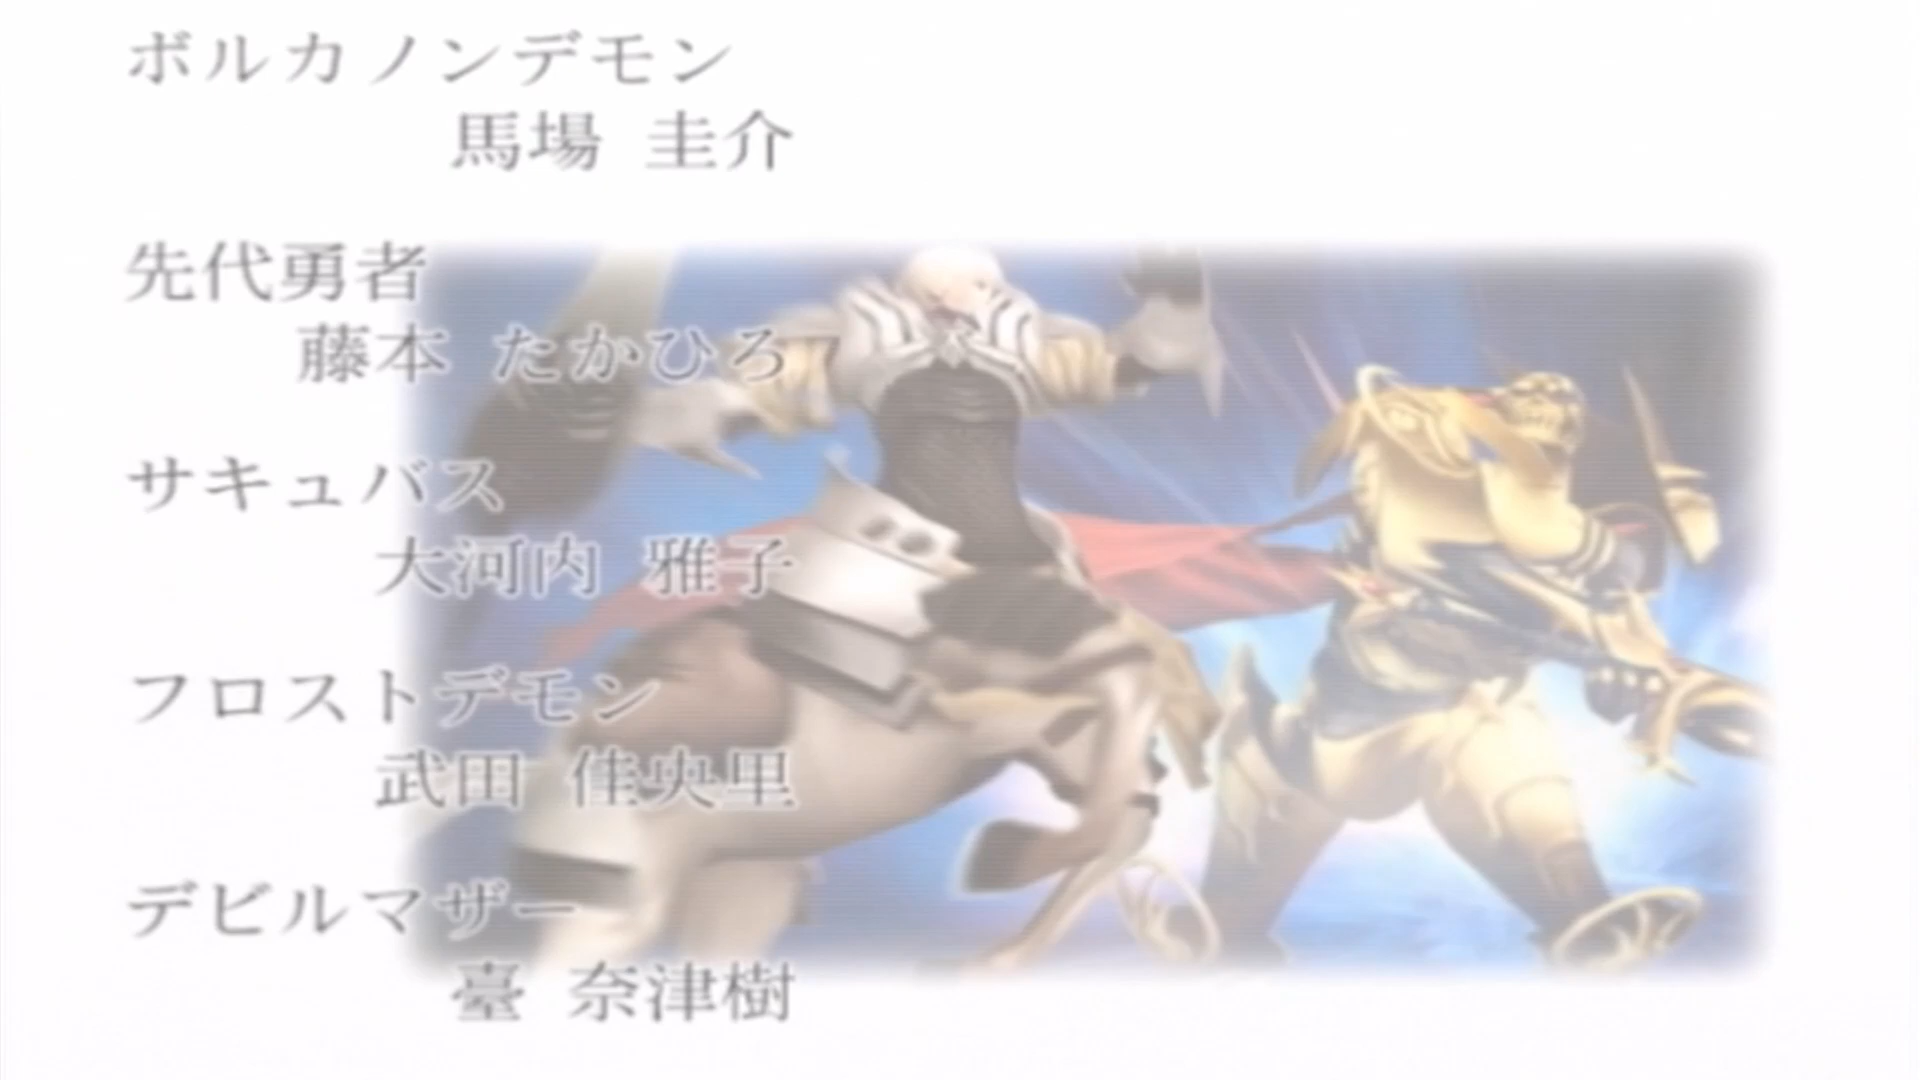 ボルカノンデモン
馬場 圭介
先代勇者
藤本 たかひろ
サキュバス
大河内 雅子
フロストデモン
武田 佳央里
デビルマザー
臺 奈津樹